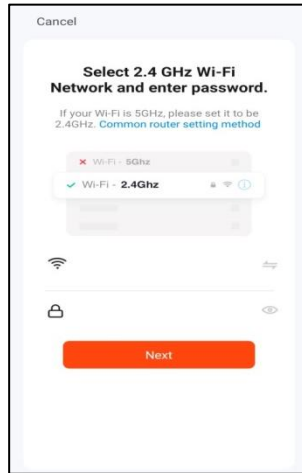 Cancel
Select 2.4 GHz Wi-Fi
Network and enter password.
If your Wi-Fi is 5GHz, please set it to be
2.4GHz. Common router setting method
Wi-Fi - 5Ghz
Wi-Fi - 2.4Ghz
Next